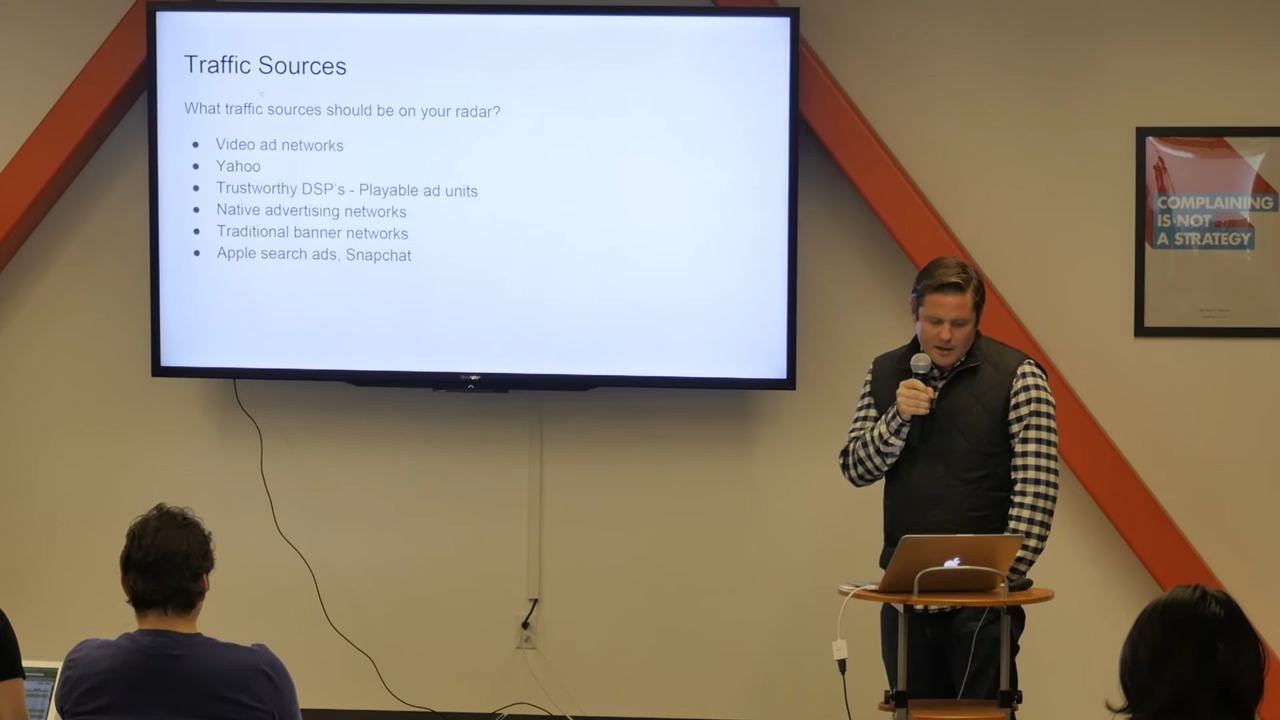 Traffic Sources
What traffic sources should be on your radar?
Video ad networks
Yahoo
Trustworthy DSP's - Playable ad units
Native advertising networks
Traditional banner networks
Apple search ads, Snapchat
COMPLAINING
IS NOT
A STRATEGY